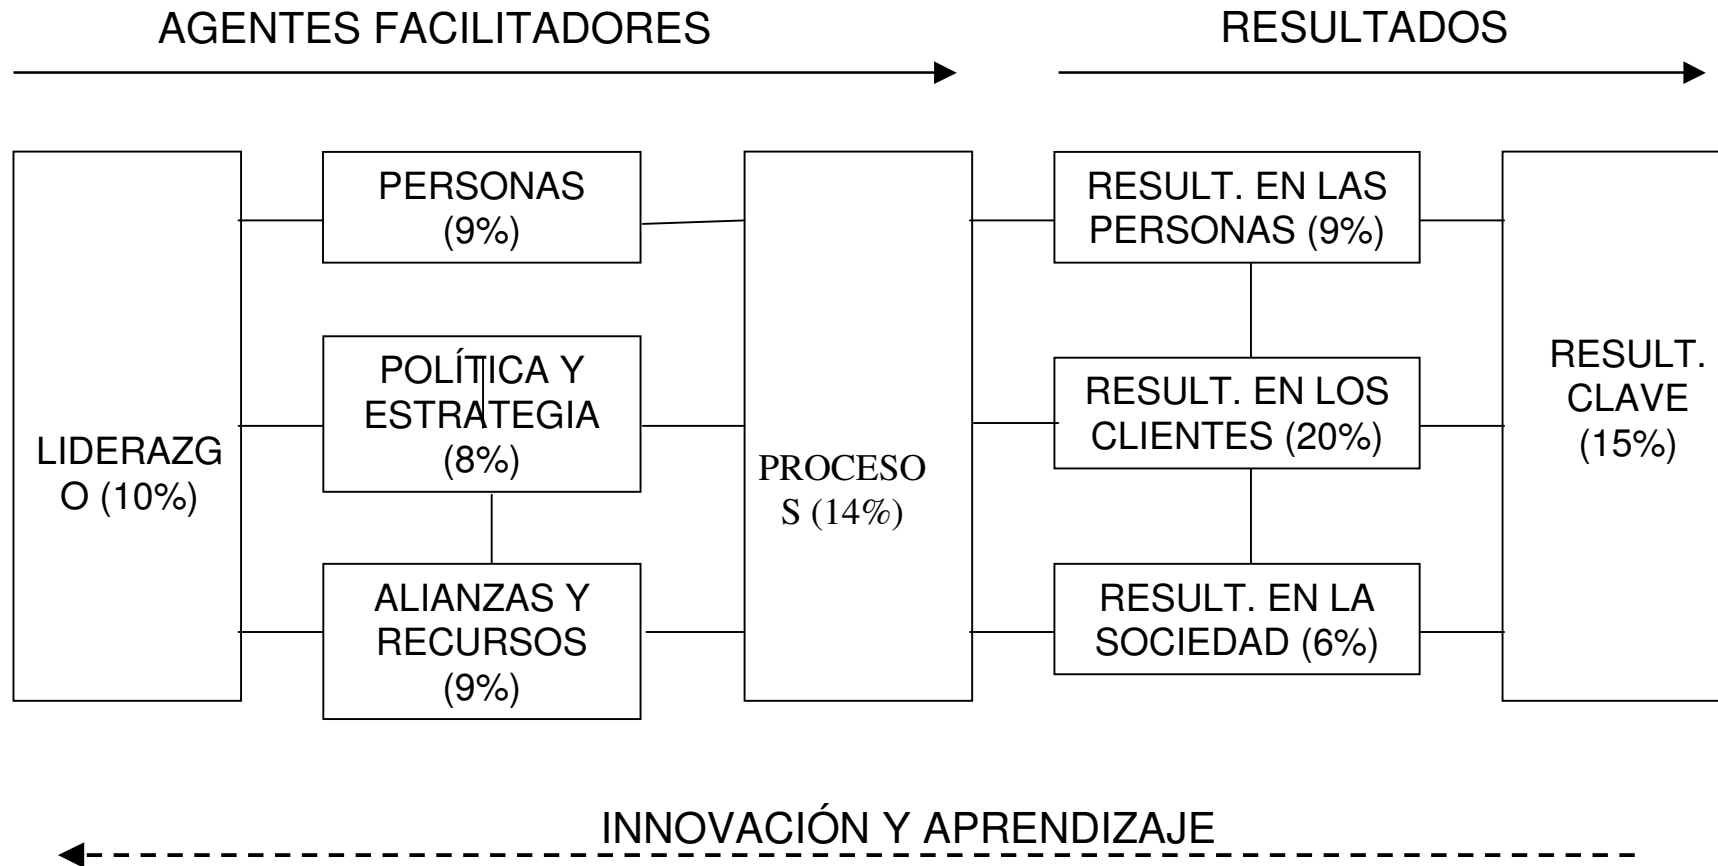 AGENTES FACILITADORES
RESULTADOS
LIDERAZG
O (10%)
PERSONAS
(9%)
POLÍTICA Y
ESTRATEGIA
(8%)
ALIANZAS Y
RECURSOS
(9%)
PROCESO
S (14%)
RESULT. EN LAS
PERSONAS (9%)
RESULT. EN LOS
CLIENTES (20%)
RESULT. EN LA
SOCIEDAD (6%)
RESULT.
CLAVE
(15%)
INNOVACIÓN Y APRENDIZAJE